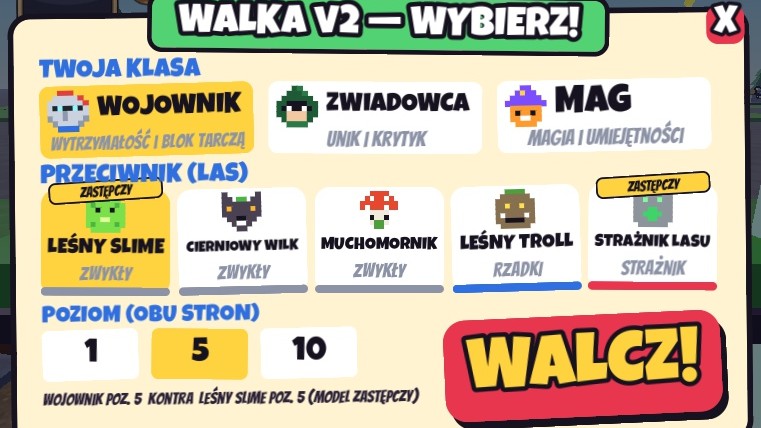 WALKA V2 — WYBIERZ!
X
TWOJA KLASA
WOJOWNIK
WYTRZYMAŁOŚĆ I BLOK TARCZĄ
ZWIADOWCA
UNIK I KRYTYK
MAG
MAGIA I UMIEJĘTNOŚCI
PRZECIWNIK (LAS)
ZASTĘPCZY
LEŚNY SLIME
ZWYKŁY
CIERNIOWY WILK
ZWYKŁY
MUCHOMORNIK
ZWYKŁY
LEŚNY TROLL
RZADKI
ZASTĘPCZY
STRAŻNIK LASU
STRAŻNIK
POZIOM (OBU STRON)
1
5
10
WALCZ!
WOJOWNIK POZ. 5 KONTRA LEŚNY SLIME POZ. 5 (MODEL ZASTĘPCZY)